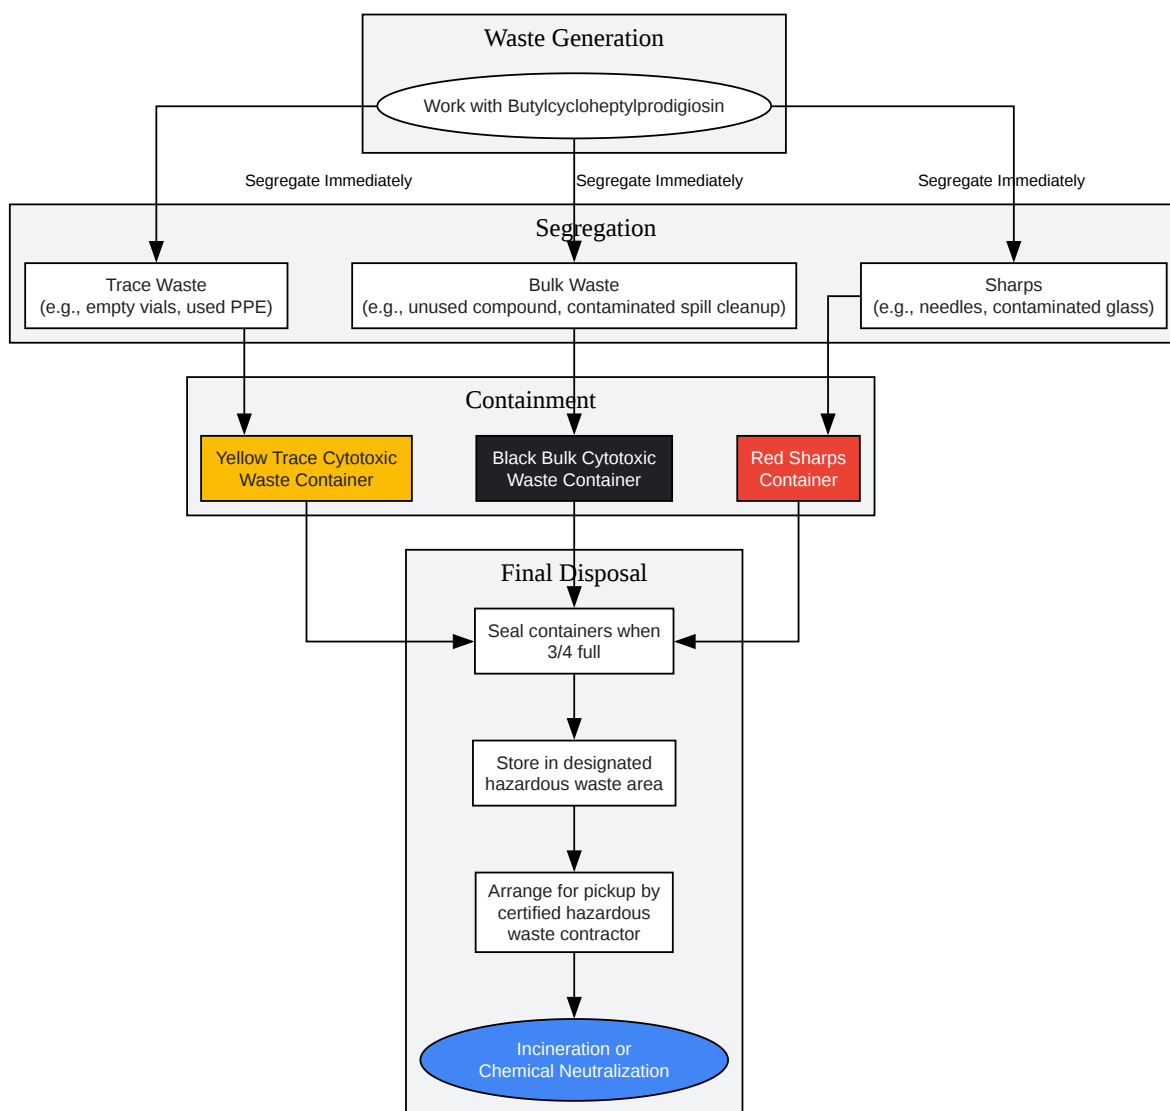 Waste Generation
Work with Butylcycloheptylprodigiosin
Segregate Immediately
Segregate Immediately
Segregate Immediately
Segregation
Trace Waste
(e.g., empty vials, used PPE)
Bulk Waste
(e.g., unused compound, contaminated spill cleanup)
Sharps
(e.g., needles, contaminated glass)
Containment
Yellow Trace Cytotoxic
Waste Container
Black Bulk Cytotoxic
Waste Container
Red Sharps
Container
Final Disposal
Seal containers when
3/4 full
Store in designated
hazardous waste area
Arrange for pickup by
certified hazardous
waste contractor
Incineration or
Chemical Neutralization